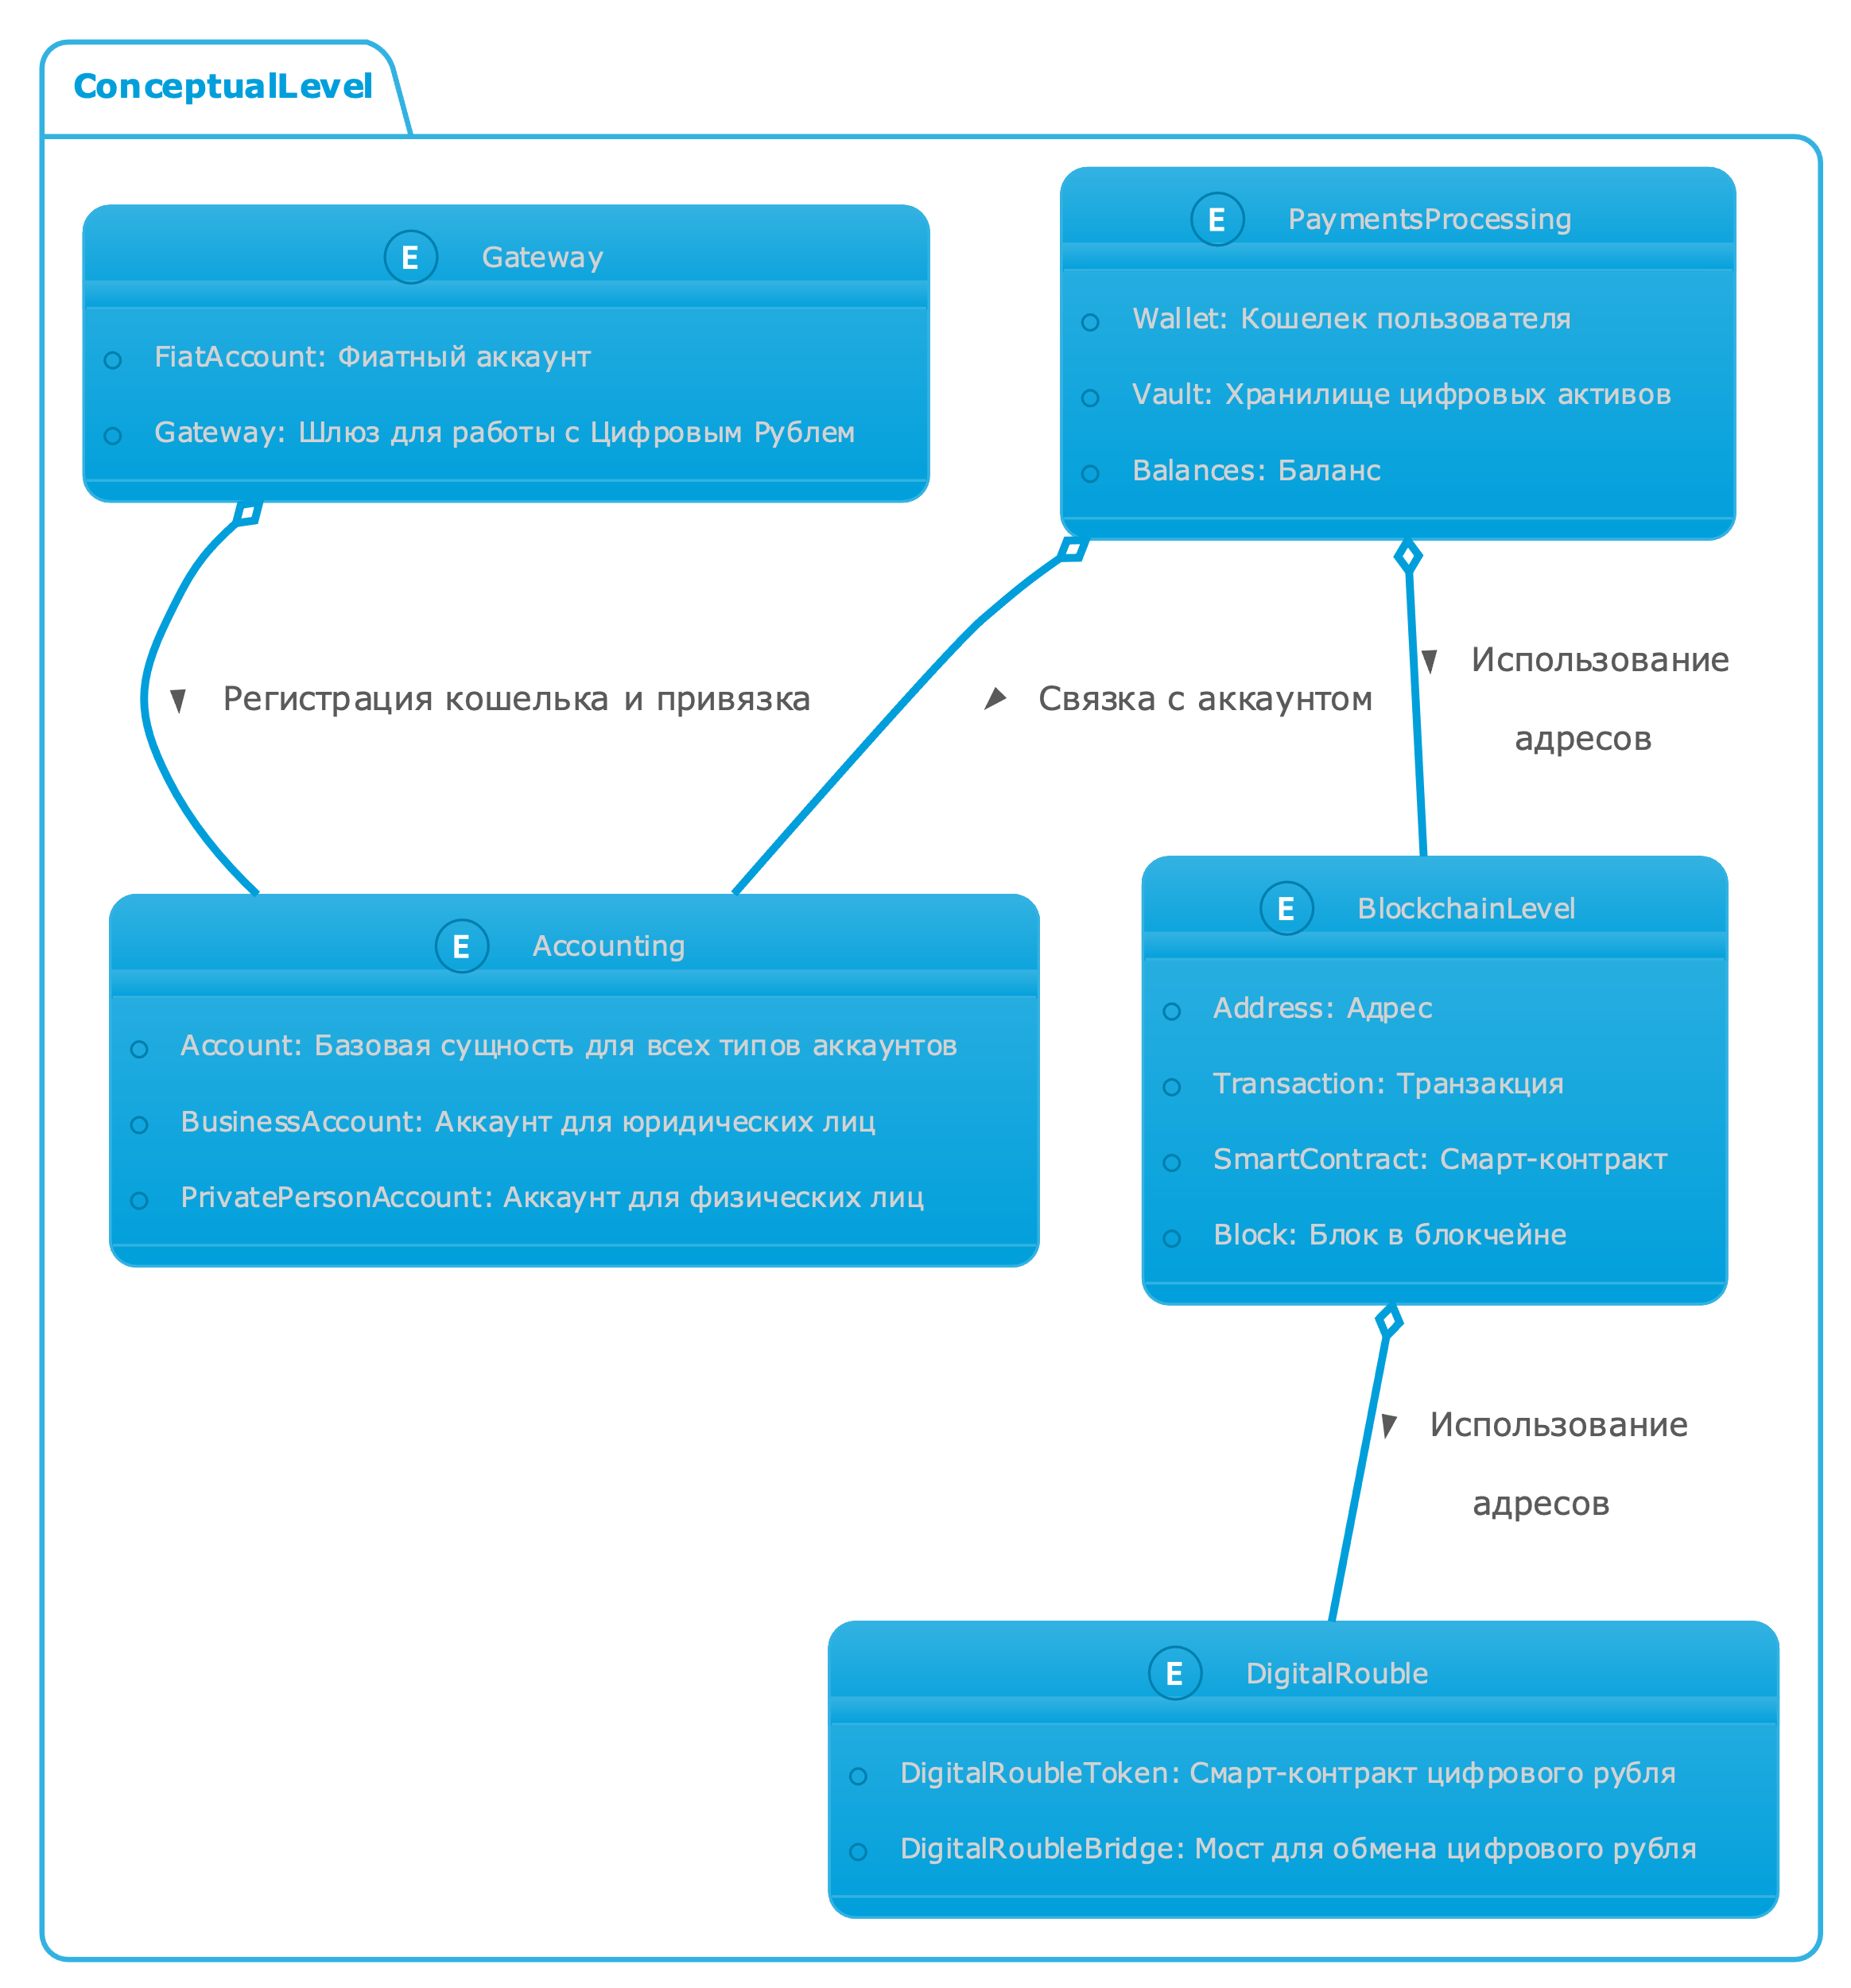 ConceptualLevel
E Gateway
FiatAccount: Фиатный аккаунт
Gateway: Шлюз для работы с Цифровым Рублем
E PaymentsProcessing
Wallet: Кошелек пользователя
Vault: Хранилище цифровых активов
Balances: Баланс
Регистрация кошелька и привязка
Связка с аккаунтом
Использование
адресов
E Accounting
Account: Базовая сущность для всех типов аккаунтов
BusinessAccount: Аккаунт для юридических лиц
PrivatePersonAccount: Аккаунт для физических лиц
E BlockchainLevel
Address: Адрес
Transaction: Транзакция
SmartContract: Смарт-контракт
Block: Блок в блокчейне
Использование
адресов
E DigitalRouble
DigitalRoubleToken: Смарт-контракт цифрового рубля
DigitalRoubleBridge: Мост для обмена цифрового рубля